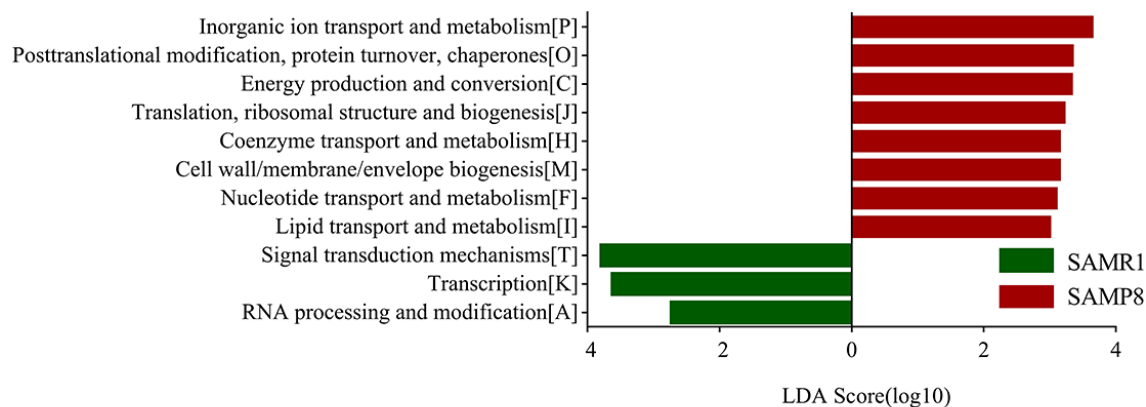 Inorganic ion transport and metabolism[P]
Posttranslational modification, protein turnover, chaperones[O]
Energy production and conversion[C]
Translation, ribosomal structure and biogenesis[J]
Coenzyme transport and metabolism[H]
Cell wall/membrane/envelope biogenesis[M]
Nucleotide transport and metabolism[F]
Lipid transport and metabolism[I]
Signal transduction mechanisms[T]
Transcription[K]
RNA processing and modification[A]
SAMR1
SAMP8
4 2 0 2 4
LDA Score(log10)